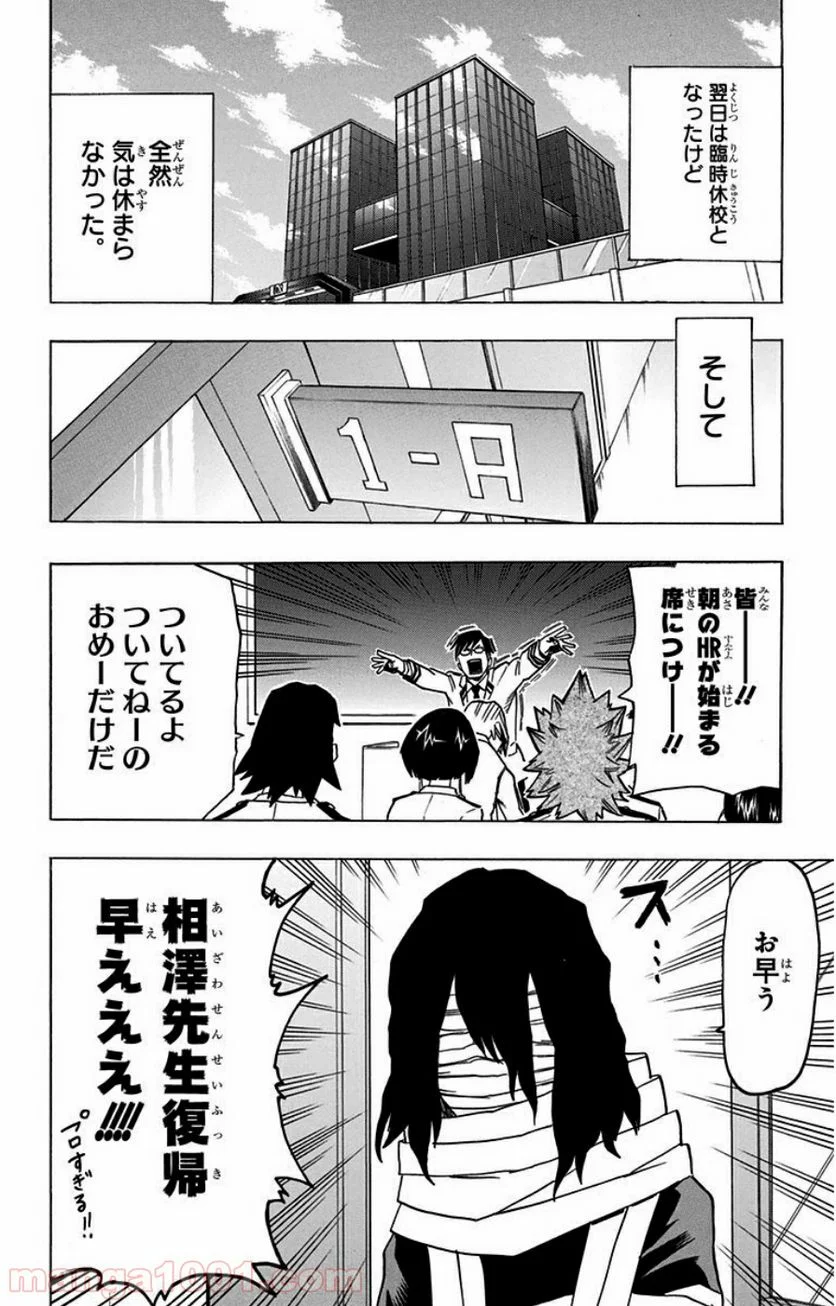 翌日は臨時休校と
なったけど
全然
気は休まら
なかった。
そして
1-A
皆――!!
朝のHRが始まる
席につけ――!!
ついてるよ
ついてねーの
おめーだけだ
お早う
ス…
相澤先生復帰
早えぇぇ!!!!
プロすぎる!!
manga1001.com